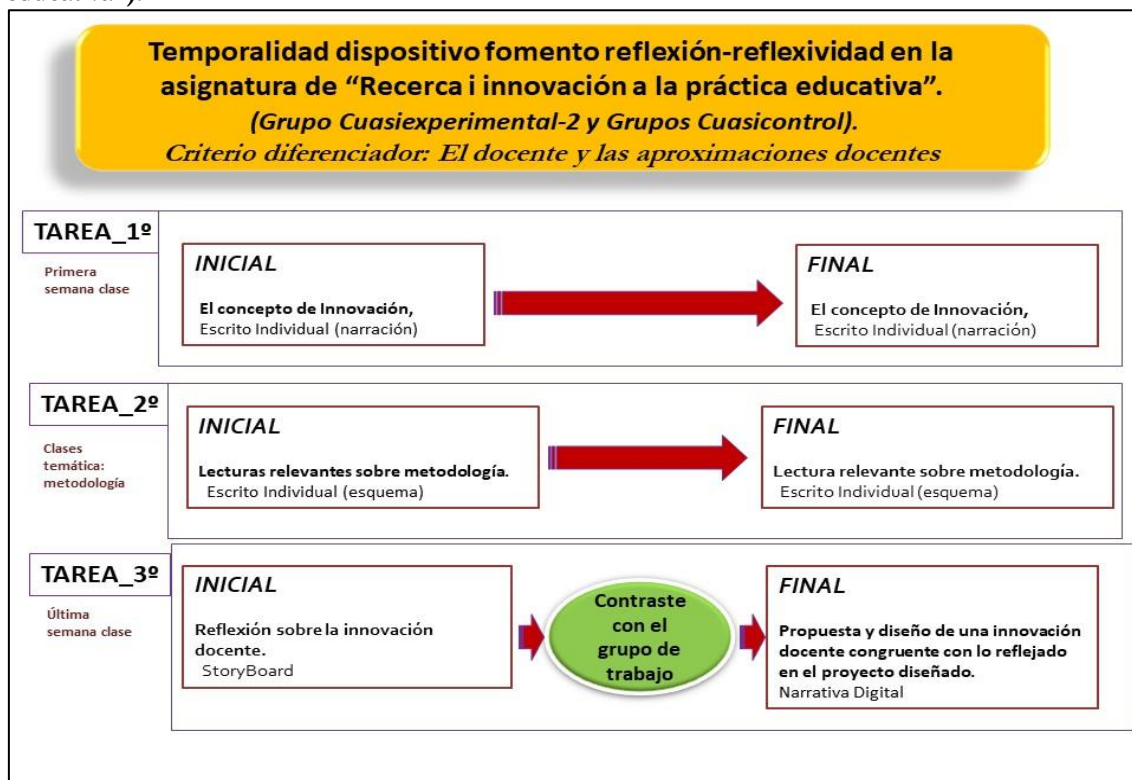 Temporalidad dispositivo fomento reflexión-reflexividad en la
asignatura de “Recerca i innovación a la práctica educativa”.
(Grupo Cuasiexperimental-2 y Grupos Cuasicontrol).
Criterio diferenciador: El docente y las aproximaciones docentes
TAREA_1º
Primera
semana clase
INICIAL
El concepto de Innovación,
Escrito Individual (narración)
FINAL
El concepto de Innovación,
Escrito Individual (narración)
TAREA_2º
Clases
temática:
metodología
INICIAL
Lecturas relevantes sobre metodología.
Escrito Individual (esquema)
FINAL
Lectura relevante sobre metodología.
Escrito Individual (esquema)
TAREA_3º
Última
semana clase
INICIAL
Reflexión sobre la innovación
docente.
StoryBoard
Contraste
con el
grupo de
trabajo
FINAL
Propuesta y diseño de una innovación
docente congruente con lo reflejado
en el proyecto diseñado.
Narrativa Digital